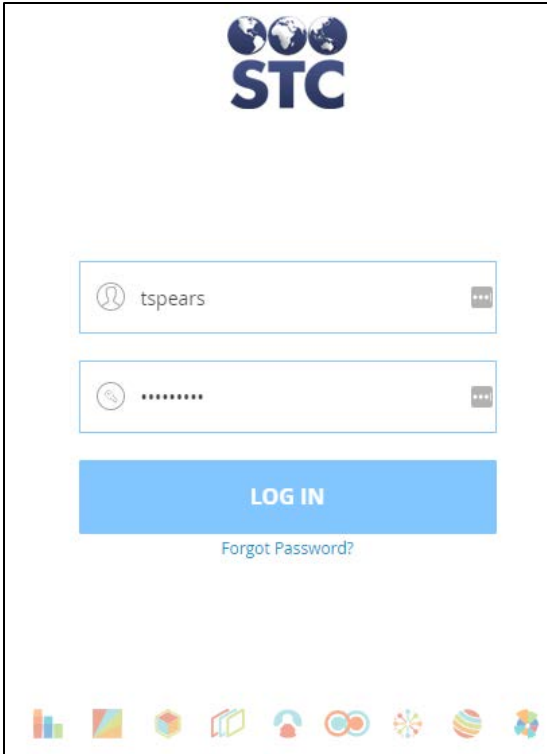 STC
tspears
•••••••••
LOG IN
Forgot Password?